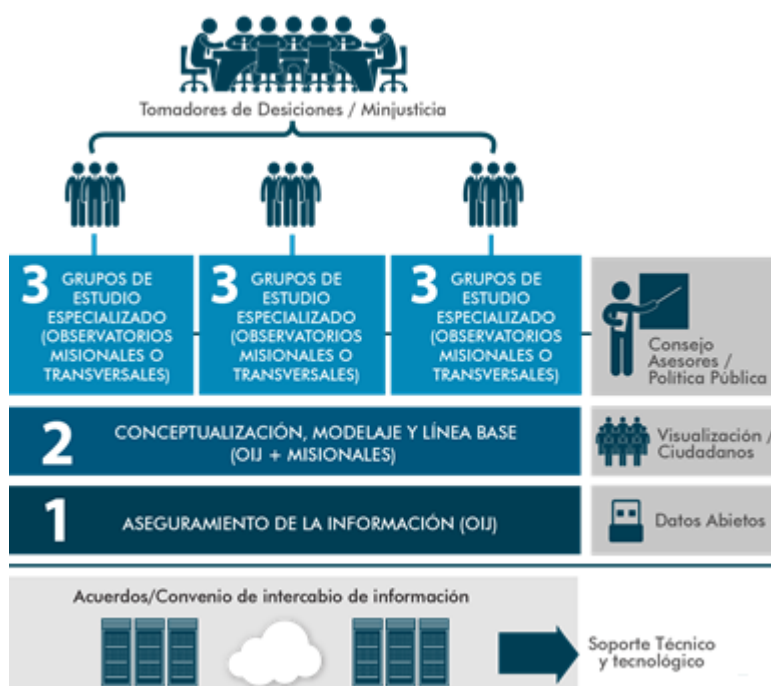 Tomadores de Desiciones / Minjusticia
3
GRUPOS DE
ESTUDIO
ESPECIALIZADO
(OBSERVATORIOS
MISIONALES O
TRANSVERSALES)
3
GRUPOS DE
ESTUDIO
ESPECIALIZADO
(OBSERVATORIOS
MISIONALES O
TRANSVERSALES)
3
GRUPOS DE
ESTUDIO
ESPECIALIZADO
(OBSERVATORIOS
MISIONALES O
TRANSVERSALES)
Consejo
Asesores /
Política Pública
2
CONCEPTUALIZACIÓN, MODELAJE Y LÍNEA BASE
(OIJ + MISIONALES)
Visualización /
Ciudadanos
1
ASEGURAMIENTO DE LA INFORMACIÓN (OIJ)
Datos Abietos
Acuerdos/Convenio de intercabio de información
Soporte Técnico
y tecnológico